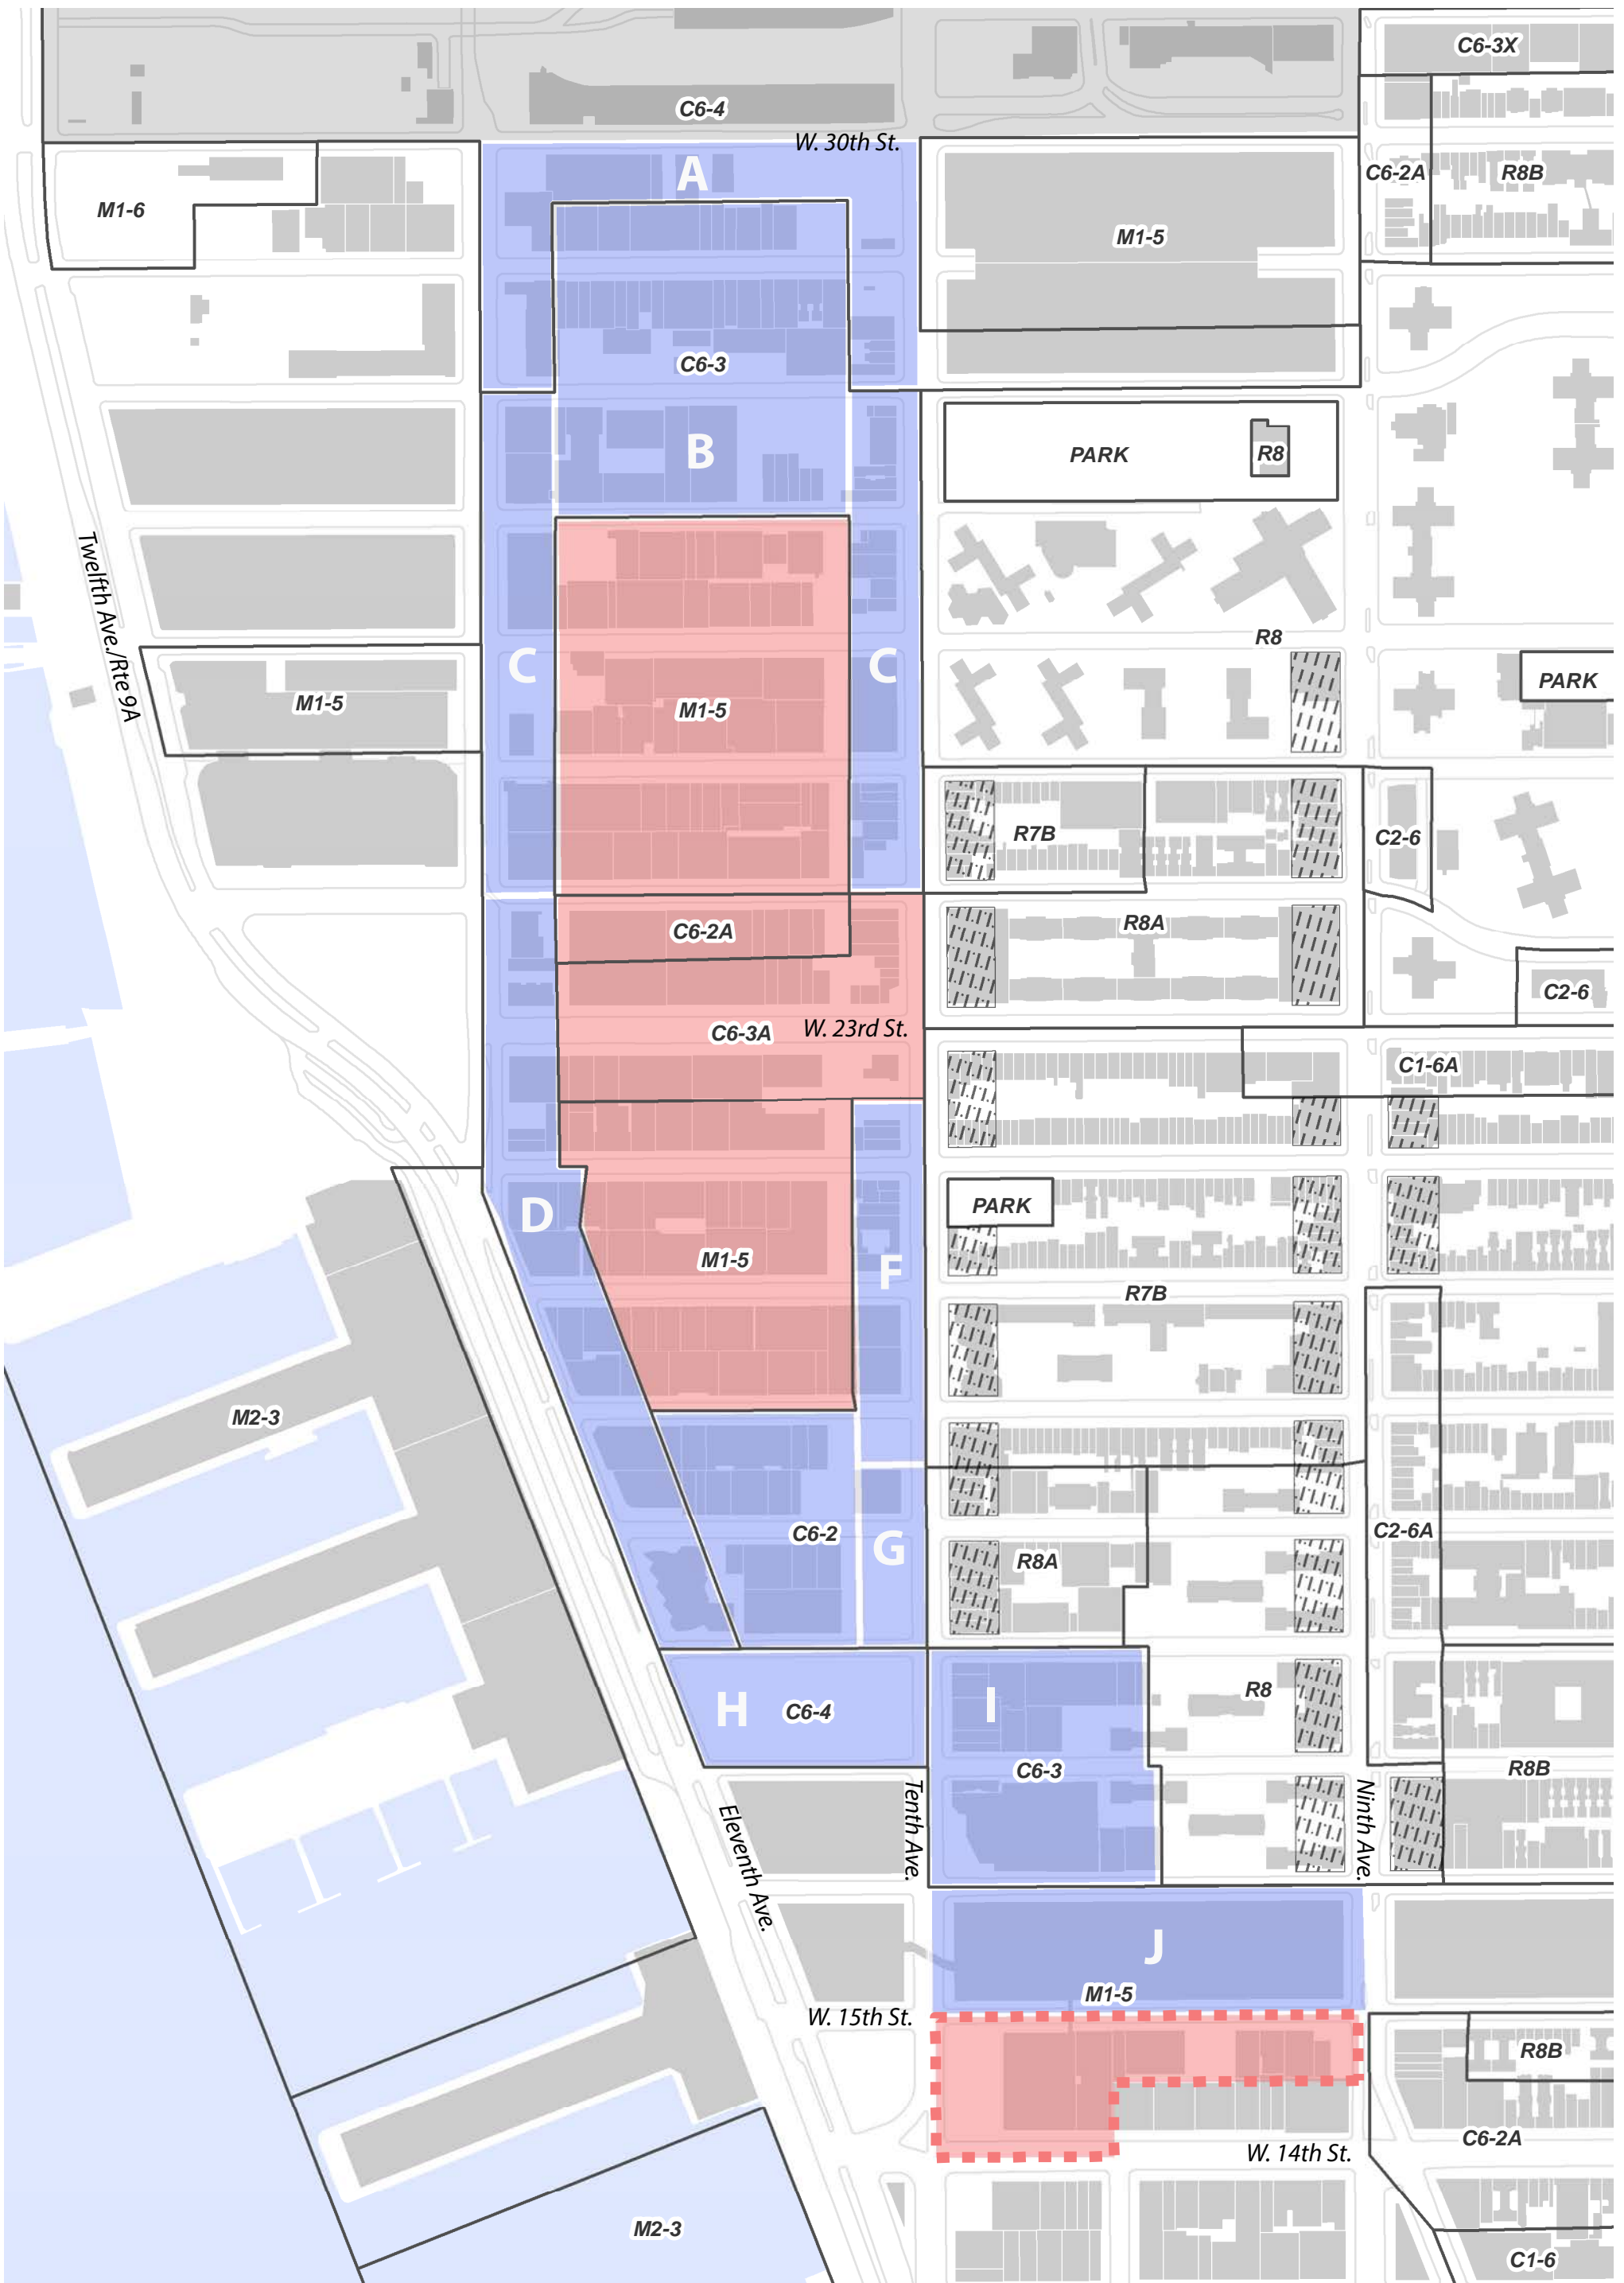 C6-3X
C6-4
W. 30th St.
A
C6-2A
R8B
M1-6
M1-5
C6-3
B
PARK
R8
Twelfth Ave./Rte 9A
R8
C
C
PARK
M1-5
M1-5
R7B
C2-6
C6-2A
R8A
C2-6
C6-3A
W. 23rd St.
C1-6A
PARK
D
M1-5
F
R7B
M2-3
C6-2
C2-6A
G
R8A
R8
I
H
C6-4
C6-3
R8B
Tenth Ave.
Ninth Ave.
Eleventh Ave.
J
M1-5
W. 15th St.
R8B
C6-2A
W. 14th St.
M2-3
C1-6